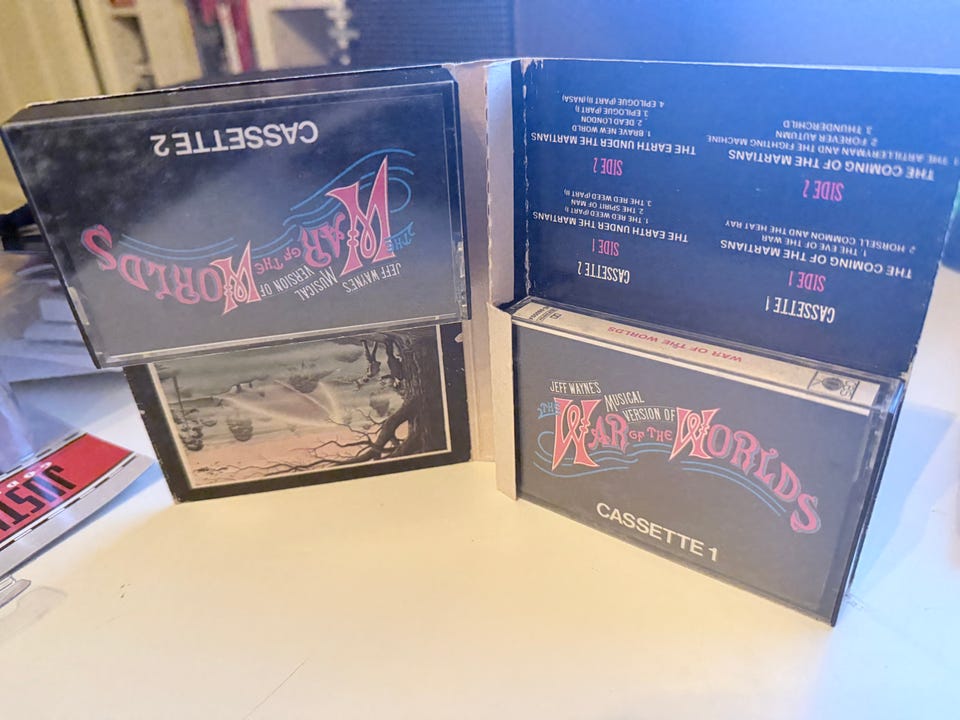 CASSETTE 2
JEFF WAYNE'S
MUSICAL
VERSION OF
THE WAR OF THE WORLDS
CASSETTE 1
SIDE 1
THE COMING OF THE MARTIANS
1. THE EVE OF THE WAR
2 HORSELL COMMON AND THE HEAT RAY
SIDE 2
THE COMING OF THE MARTIANS
1 THE ARTILLERYMAN AND THE FIGHTING MACHINE
2 FOREVER AUTUMN
3 THUNDERCHILD
CASSETTE 2
SIDE 1
THE EARTH UNDER THE MARTIANS
1. THE RED WEED (PART I)
2 THE SPIRIT OF MAN
3. THE RED WEED (PART II)
SIDE 2
THE EARTH UNDER THE MARTIANS
1. BRAVE NEW WORLD
2 DEAD LONDON
3. EPILOGUE (PART I)
4. EPILOGUE (PART II) (NASA)
WAR OF THE WORLDS
CBS
JEFF WAYNE'S
MUSICAL
VERSION OF
THE WAR OF THE WORLDS
CASSETTE 1